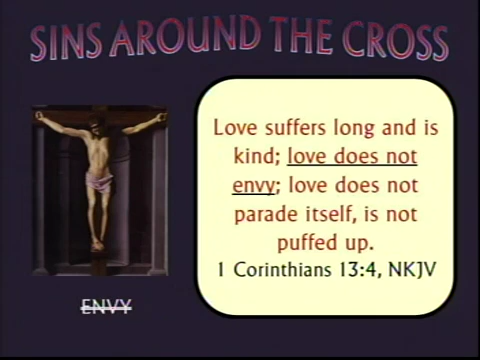 SINS AROUND THE CROSS
Love suffers long and is
kind; love does not
envy; love does not
parade itself, is not
puffed up.
1 Corinthians 13:4, NKJV
ENVY